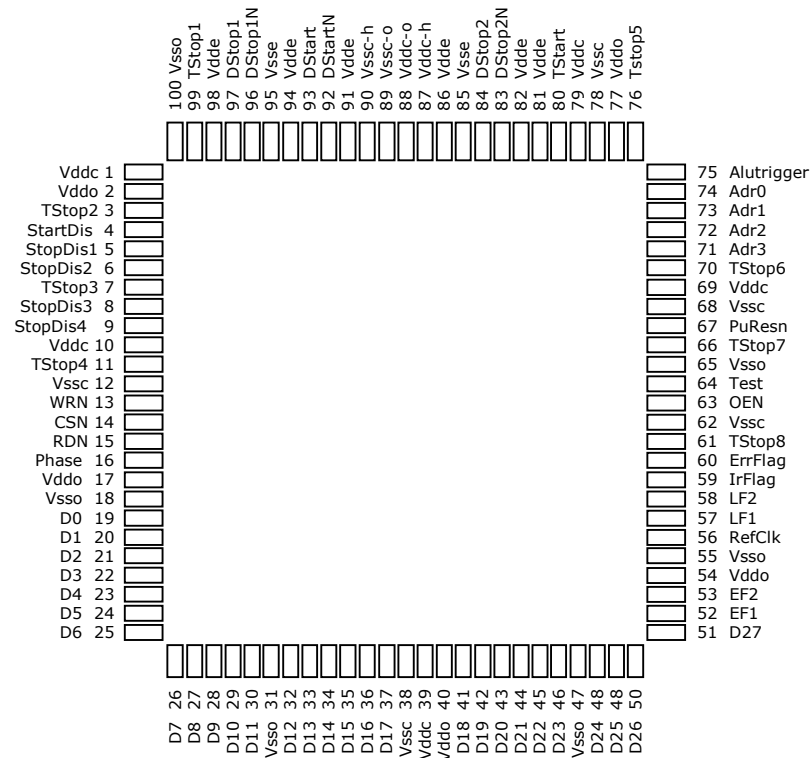 100 Vsso
99 TStop1
98 Vdde
97 DStop1
96 DStop1N
95 Vsse
94 Vdde
93 DStart
92 DStartN
91 Vdde
90 Vssc-h
89 Vssc-o
88 Vddc-o
87 Vddc-h
86 Vdde
85 Vsse
84 DStop2
83 DStop2N
82 Vdde
81 Vdde
80 TStart
79 Vddc
78 Vssc
77 Vddo
76 Tstop5
Vddc 1
Vddo 2
TStop2 3
StartDis 4
StopDis1 5
StopDis2 6
TStop3 7
StopDis3 8
StopDis4 9
Vddc 10
TStop4 11
Vssc 12
WRN 13
CSN 14
RDN 15
Phase 16
Vddo 17
Vsso 18
D0 19
D1 20
D2 21
D3 22
D4 23
D5 24
D6 25
75 Alutrigger
74 Adr0
73 Adr1
72 Adr2
71 Adr3
70 TStop6
69 Vddc
68 Vssc
67 PuResn
66 TStop7
65 Vsso
64 Test
63 OEN
62 Vssc
61 TStop8
60 ErrFlag
59 IrFlag
58 LF2
57 LF1
56 RefClk
55 Vsso
54 Vddo
53 EF2
52 EF1
51 D27
D7 26
D8 27
D9 28
D10 29
D11 30
Vsso 31
D12 32
D13 33
D14 34
D15 35
D16 36
D17 37
Vssc 38
Vddc 39
Vddo 40
D18 41
D19 42
D20 43
D21 44
D22 45
D23 46
Vsso 47
D24 48
D25 48
D26 50